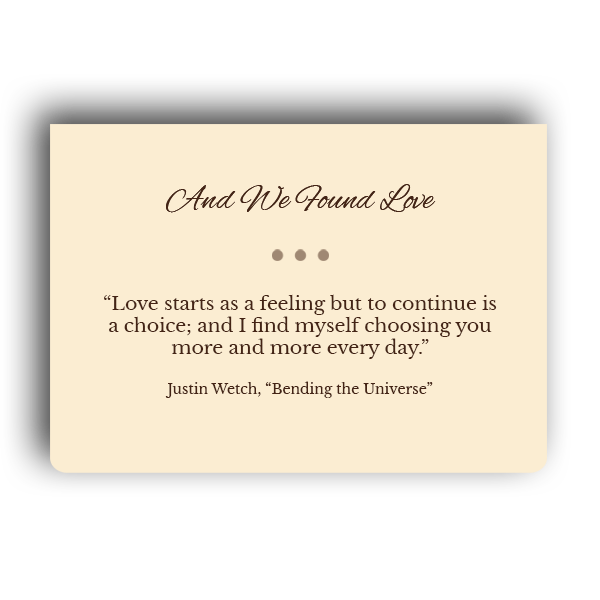 And We Found Love
“Love starts as a feeling but to continue is
a choice; and I find myself choosing you
more and more every day.”
Justin Wetch, “Bending the Universe”